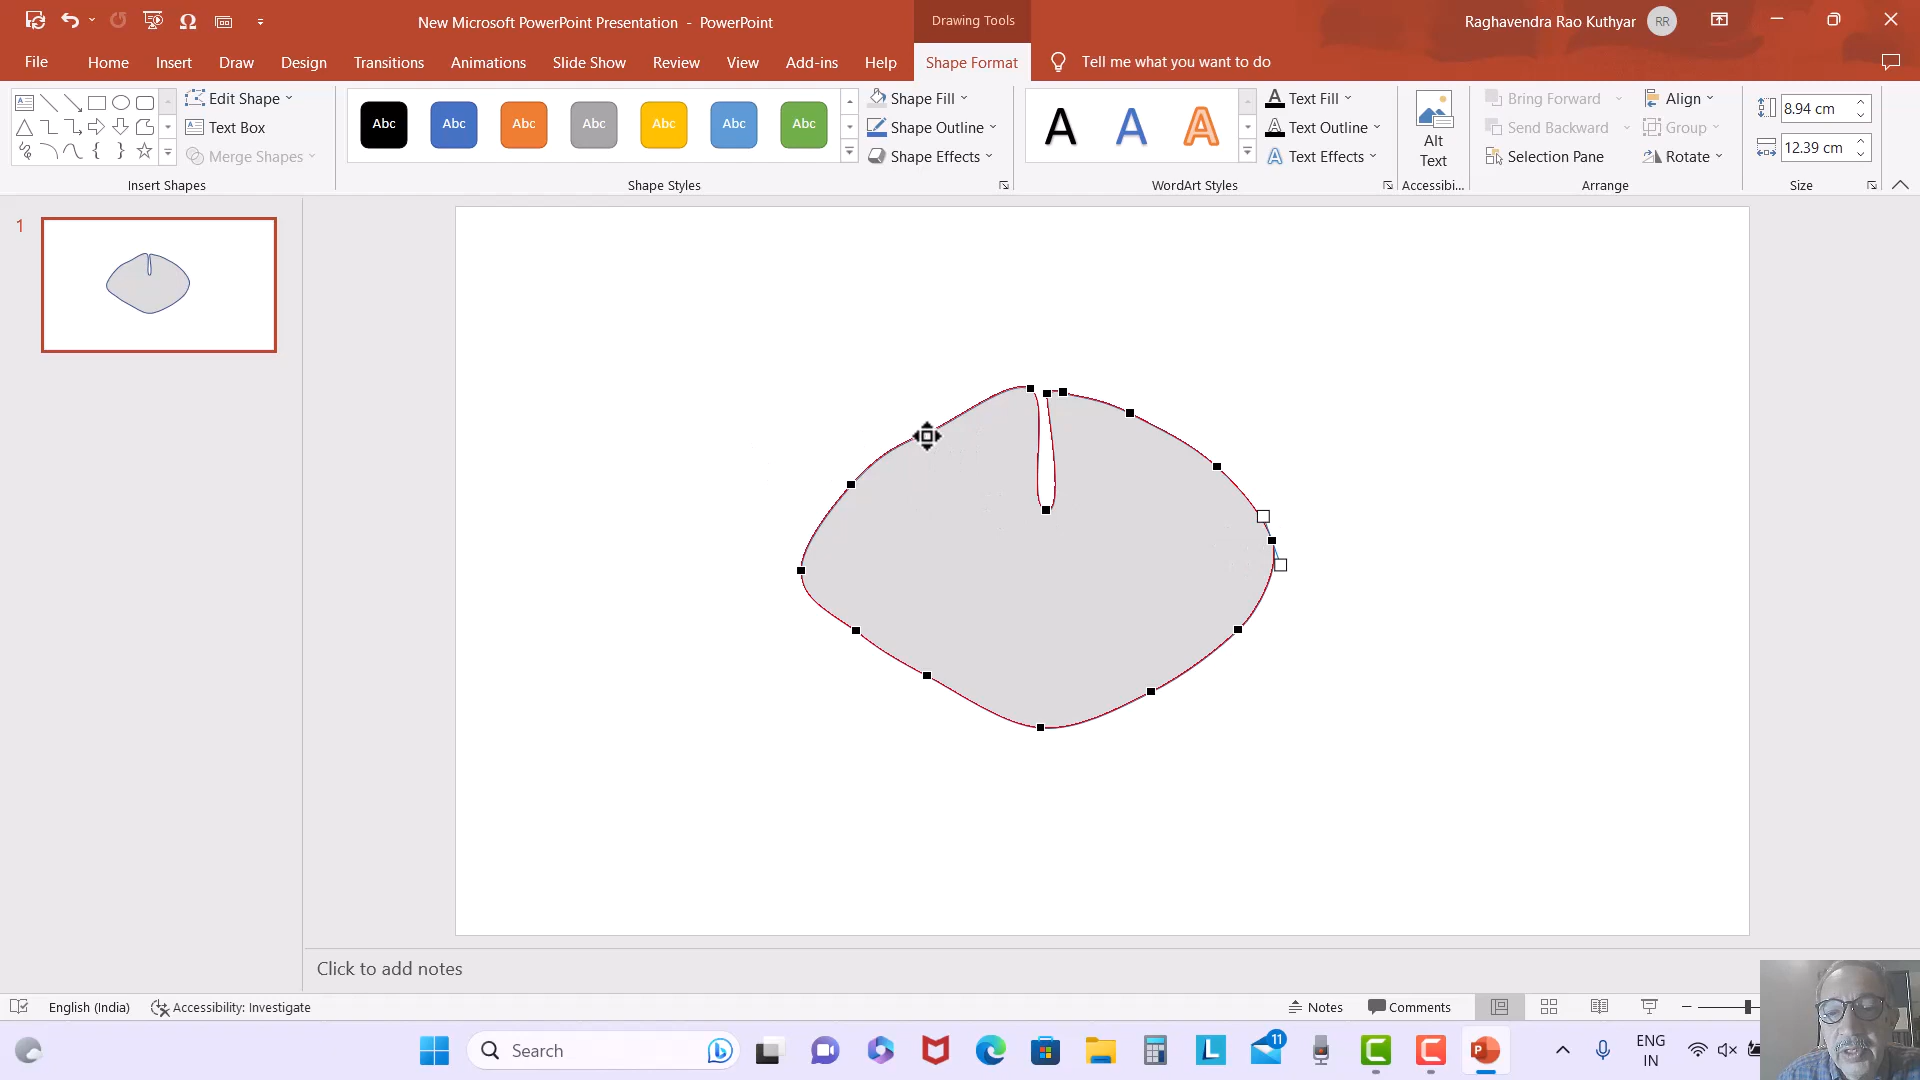 New Microsoft PowerPoint Presentation - PowerPoint
Drawing Tools
Raghavendra Rao Kuthyar RR
File Home Insert Draw Design Transitions Animations Slide Show Review View Add-ins Help Shape Format Tell me what you want to do
Edit Shape
Text Box
Merge Shapes
Insert Shapes
Abc Abc Abc Abc Abc Abc Abc
Shape Fill
Shape Outline
Shape Effects
Shape Styles
A A A
Text Fill
Text Outline
Text Effects
WordArt Styles
Alt
Text
Accessibi...
Bring Forward
Send Backward
Selection Pane
Align
Group
Rotate
Arrange
8.94 cm
12.39 cm
Size
1
Click to add notes
English (India) Accessibility: Investigate
Notes Comments
Search
L
11
P
ENG
IN